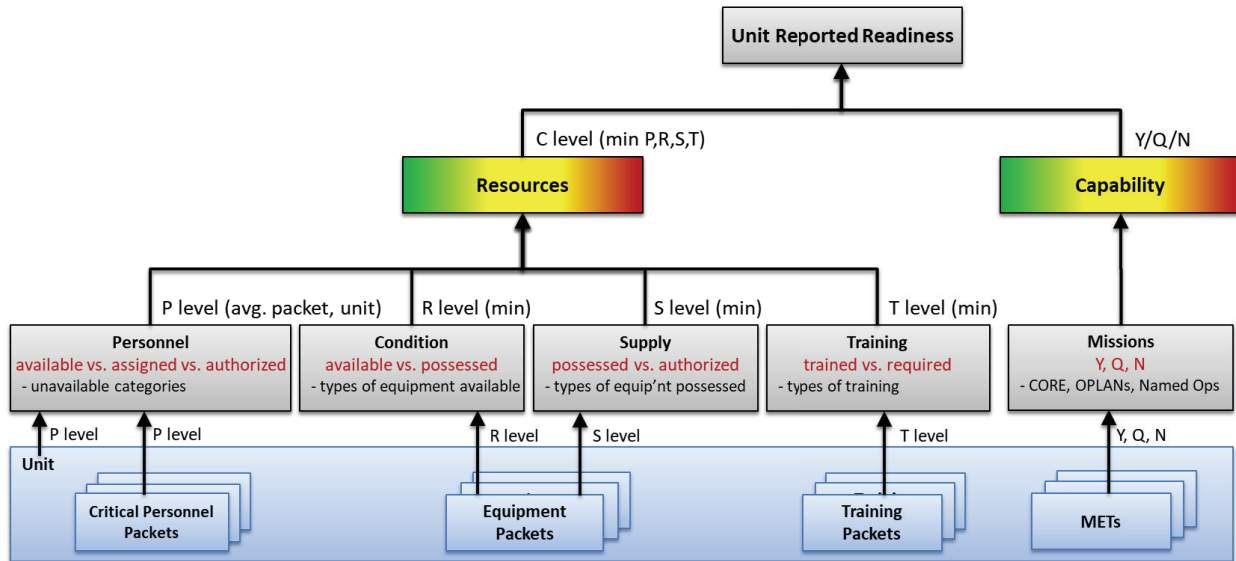 Unit Reported Readiness
C level (min P,R,S,T)
Y/Q/N
Resources
Capability
P level (avg. packet, unit)
R level (min)
S level (min)
T level (min)
Personnel
available vs. assigned vs. authorized
- unavailable categories
Condition
available vs. possessed
- types of equipment available
Supply
possessed vs. authorized
- types of equip'nt possessed
Training
trained vs. required
- types of training
Missions
Y, Q, N
- CORE, OPLANs, Named Ops
P level
P level
R level
S level
T level
Y, Q, N
Unit
Critical Personnel
Packets
Equipment
Packets
Training
Packets
METs